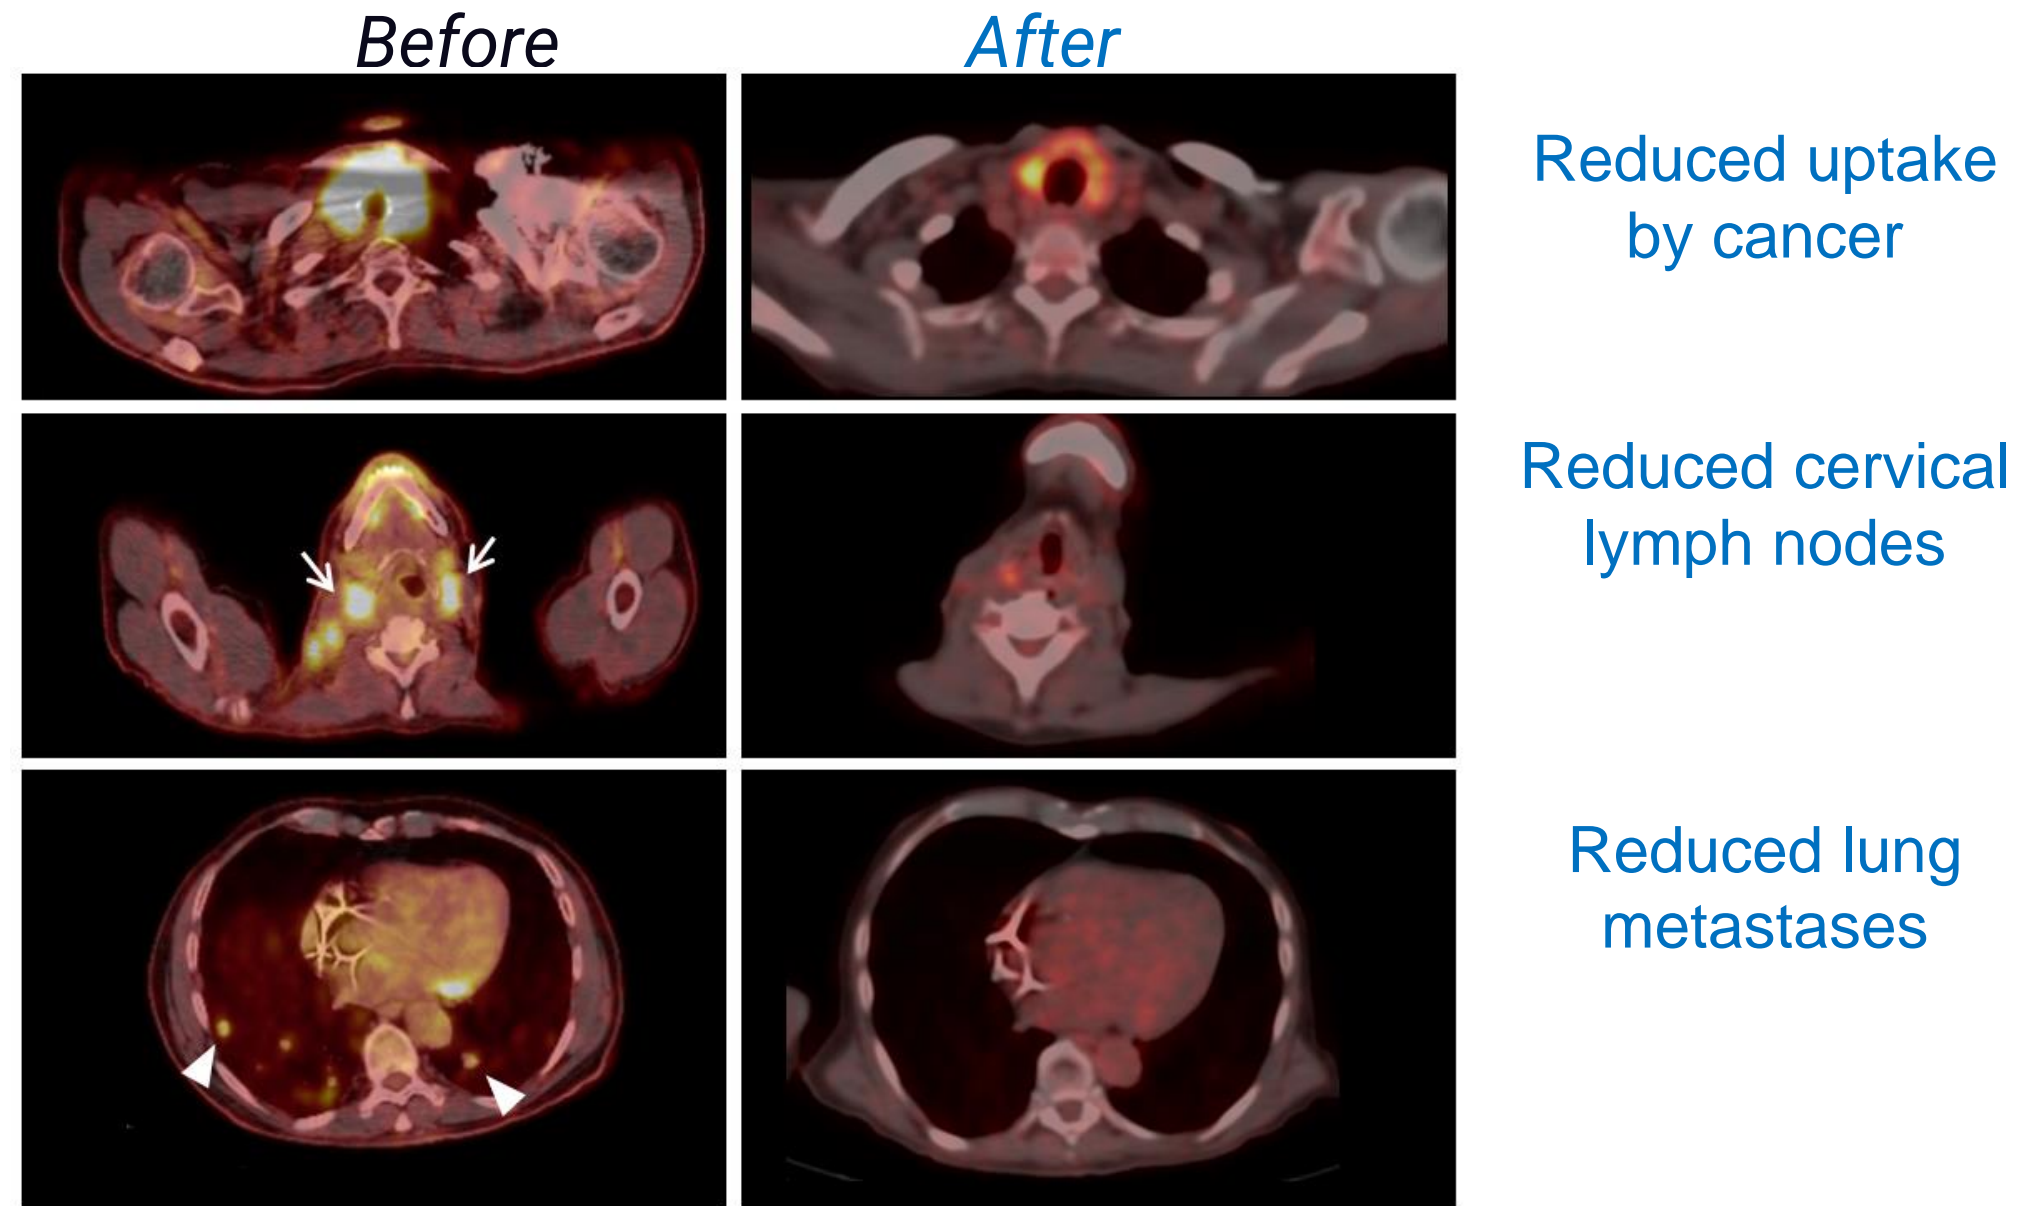 Before
After
Reduced uptake
by cancer
Reduced cervical
lymph nodes
Reduced lung
metastases